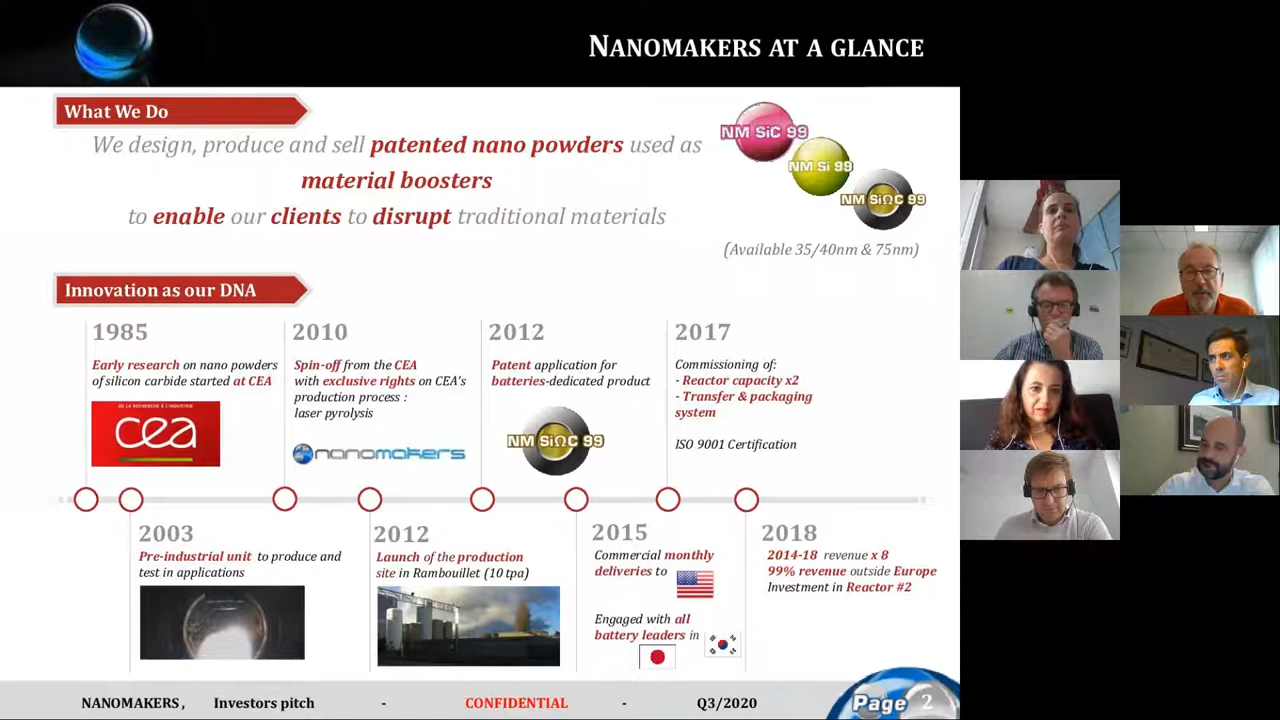 NANOMAKERS AT A GLANCE
What We Do
We design, produce and sell patented nano powders used as
material boosters
to enable our clients to disrupt traditional materials
NM SiC 99
NM Si 99
NM SiΩC 99
(Available 35/40nm & 75nm)
Innovation as our DNA
1985
Early research on nano powders
of silicon carbide started at CEA
DE LA RECHERCHE À L'INDUSTRIE
cea
2010
Spin-off from the CEA
with exclusive rights on CEA's
production process :
laser pyrolysis
nanomakers
2012
Patent application for
batteries-dedicated product
NM SiΩC 99
2017
Commissioning of:
- Reactor capacity x2
- Transfer & packaging
system
ISO 9001 Certification
2003
Pre-industrial unit to produce and
test in applications
2012
Launch of the production
site in Rambouillet (10 tpa)
2015
Commercial monthly
deliveries to
Engaged with all
battery leaders in
2018
2014-18 revenue x 8
99% revenue outside Europe
Investment in Reactor #2
NANOMAKERS, Investors pitch - CONFIDENTIAL - Q3/2020
Page 2